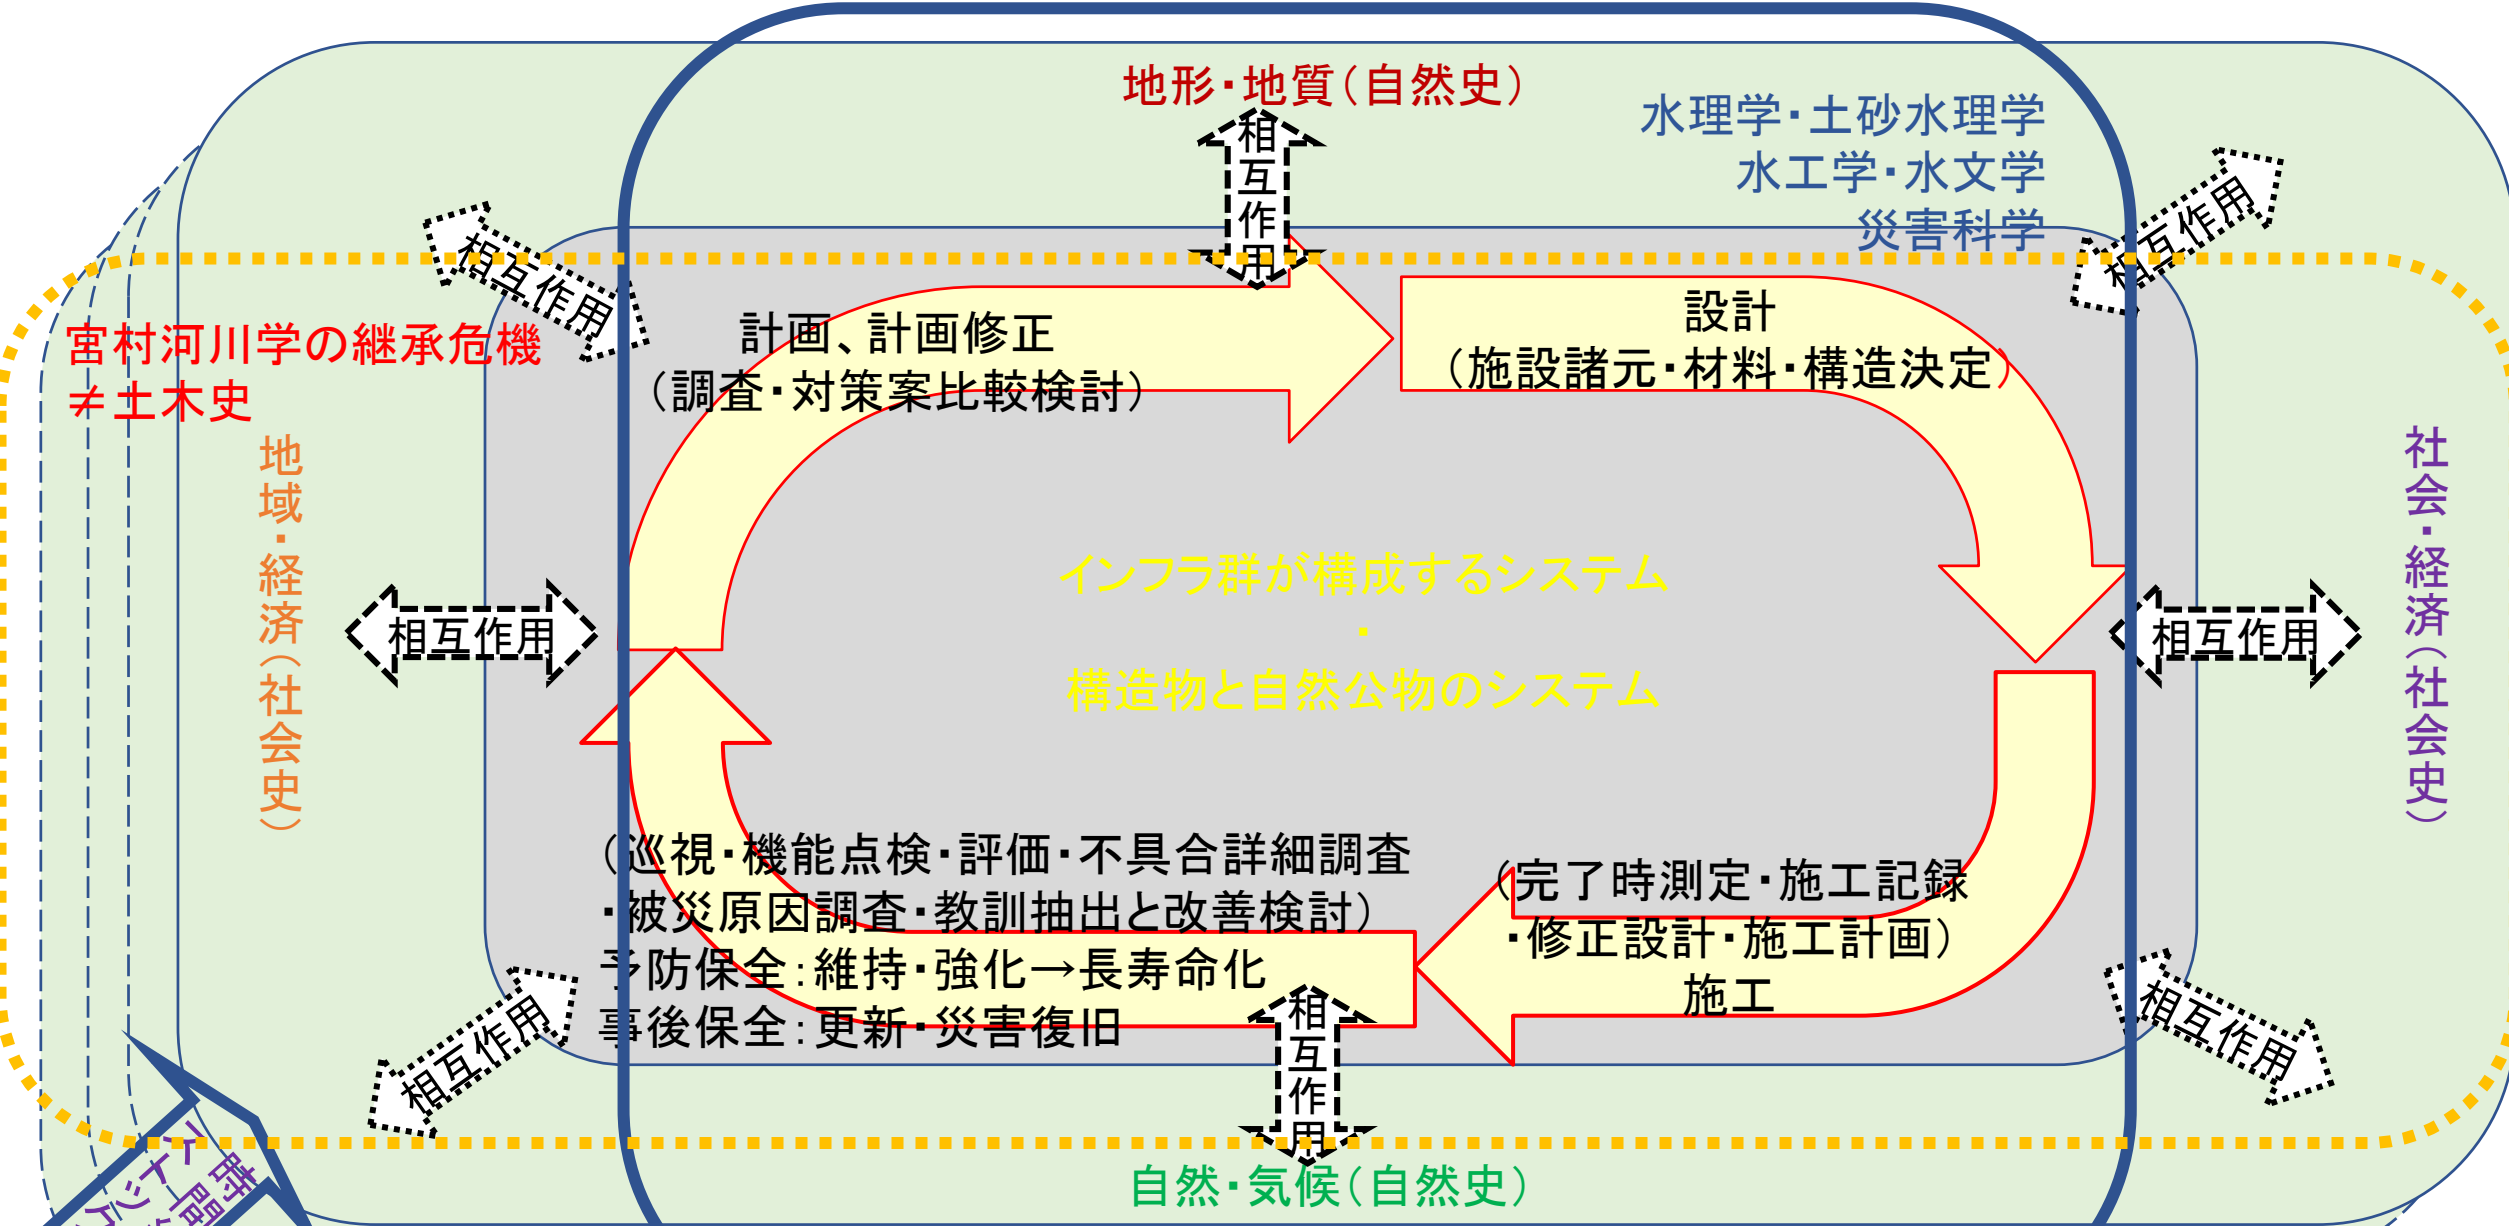 地形・地質（自然史）
水理学・土砂水理学
水工学・水文学
災害科学
相互作用
相互作用
相互作用
宮村河川学の継承危機
≠土木史
計画、計画修正
（調査・対策案比較検討）
設計
（施設諸元・材料・構造決定）
地域・経済（社会史）
社会・経済（社会史）
相互作用
相互作用
インフラ群が構成するシステム
・
構造物と自然公物のシステム
（巡視・機能点検・評価・不具合詳細調査
・被災原因調査・教訓抽出と改善検討）
予防保全：維持・強化→長寿命化
事後保全：更新・災害復旧
（完了時測定・施工記録
・修正設計・施工計画）
施工
相互作用
相互作用
相互作用
自然・気候（自然史）
時間